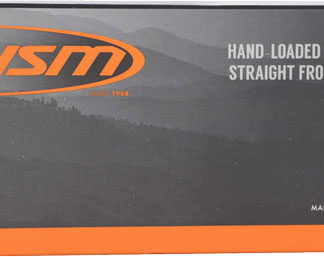 HSM
SINCE 1968
HAND-LOADED
STRAIGHT FRO
MA